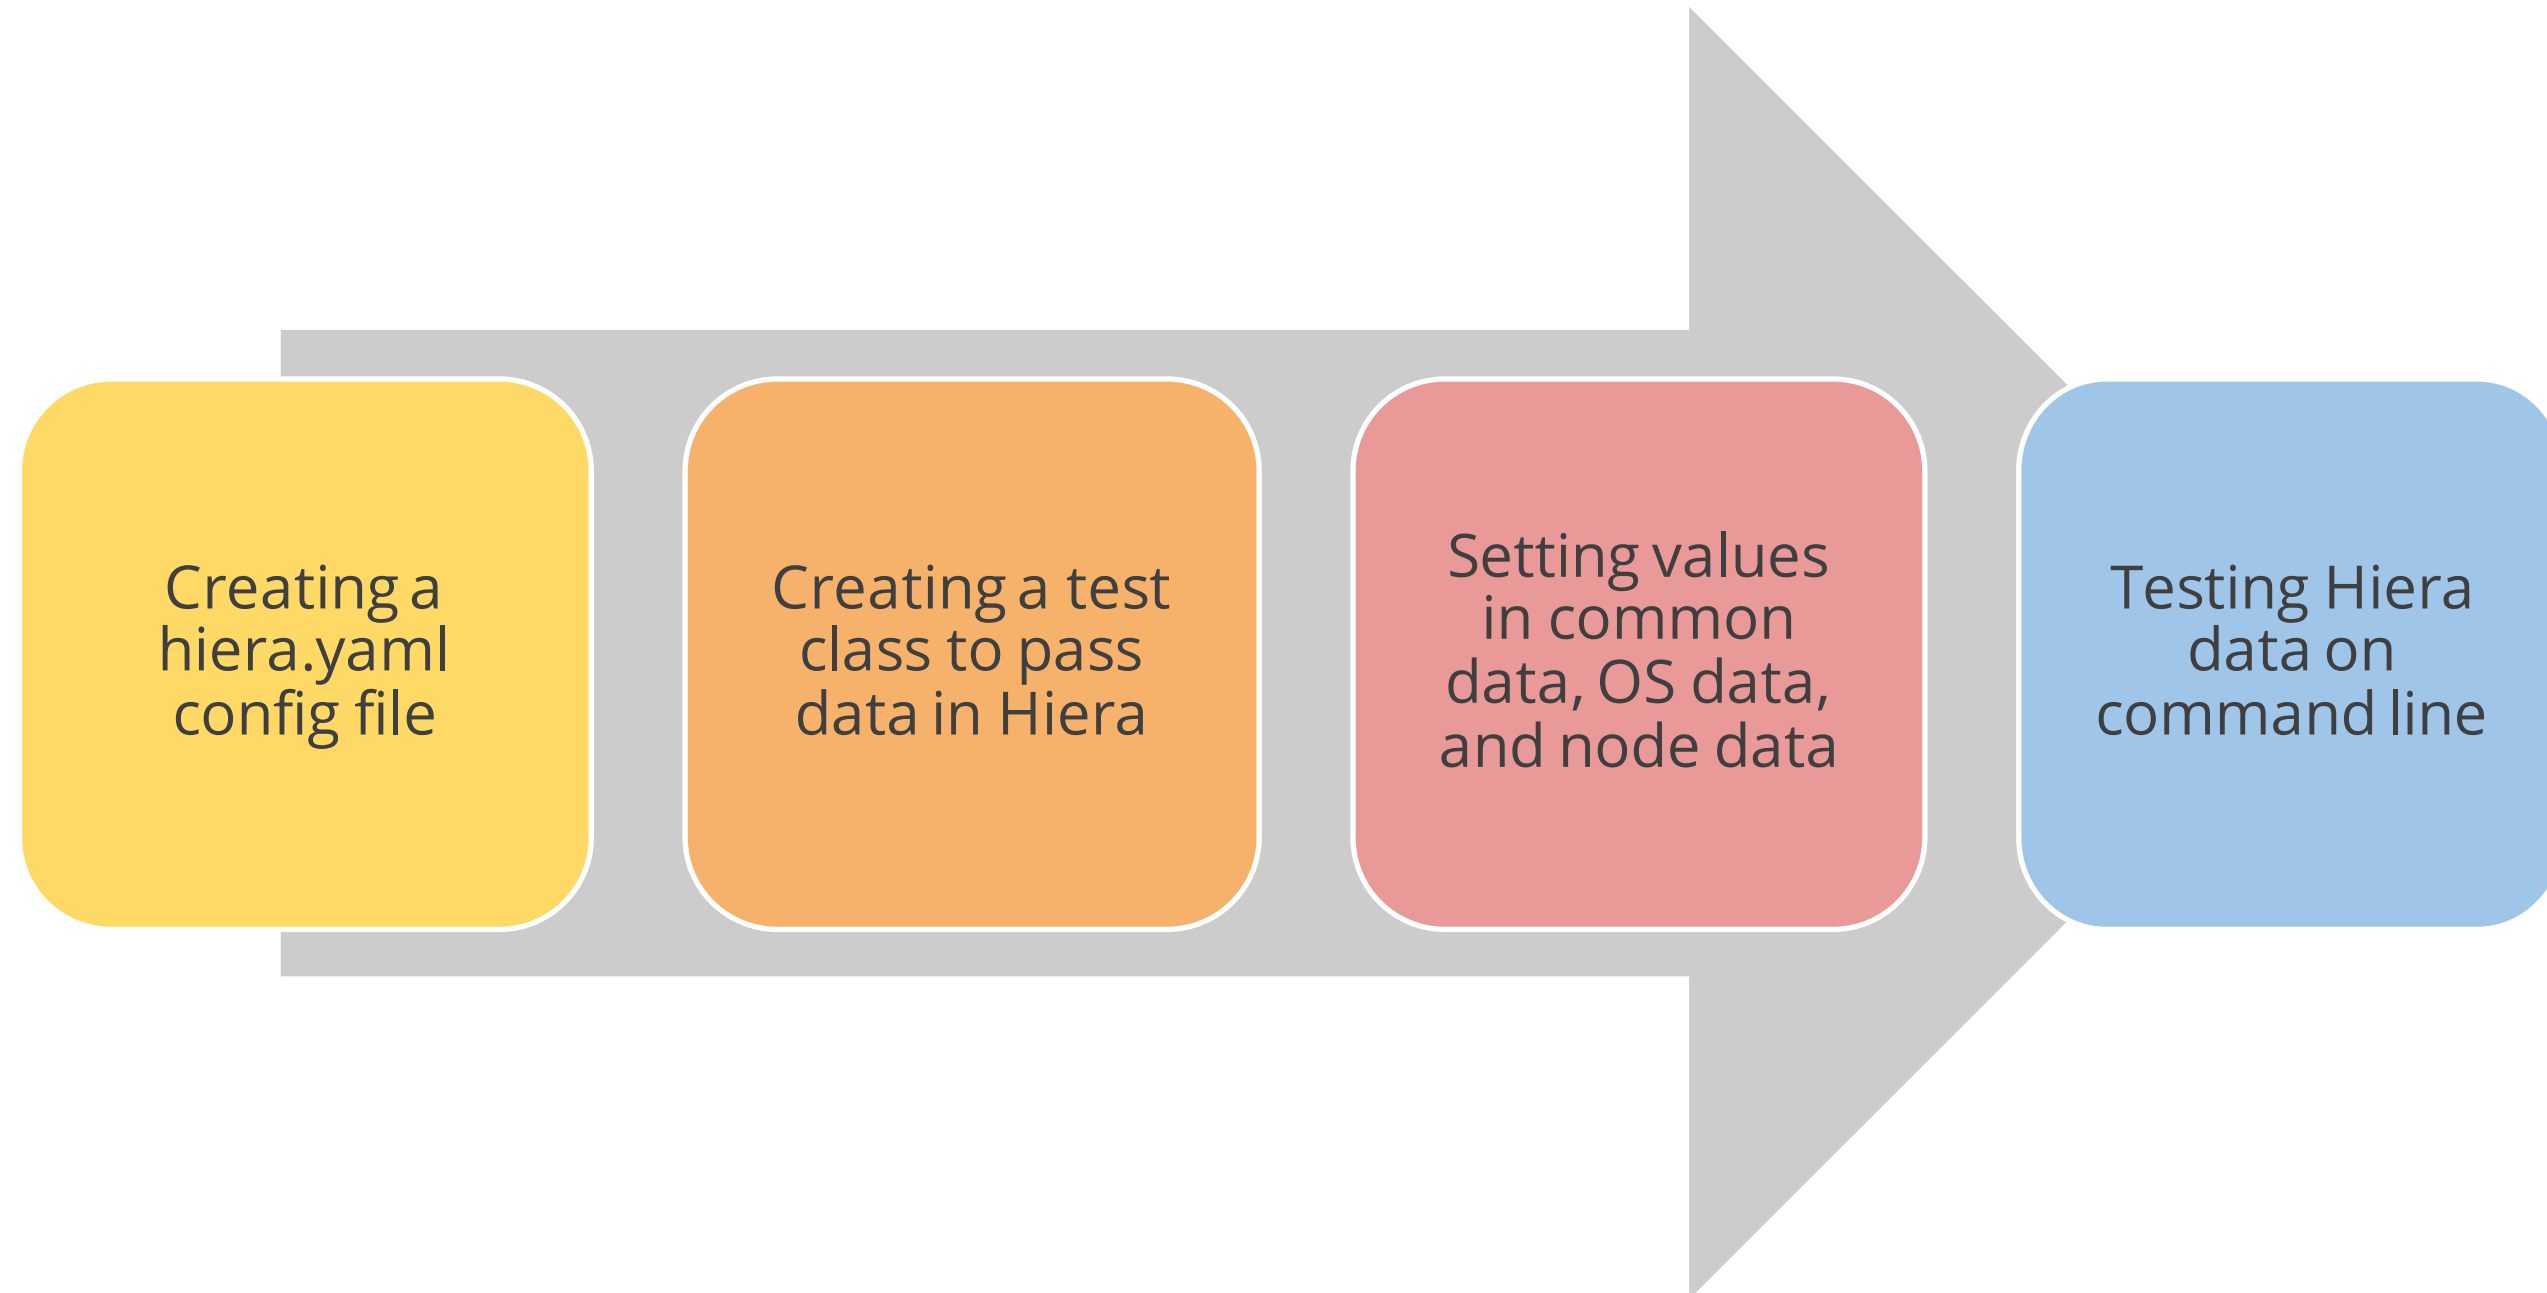 Creating a
hiera.yaml
config file
Creating a test
class to pass
data in Hiera
Setting values
in common
data, OS data,
and node data
Testing Hiera
data on
command line